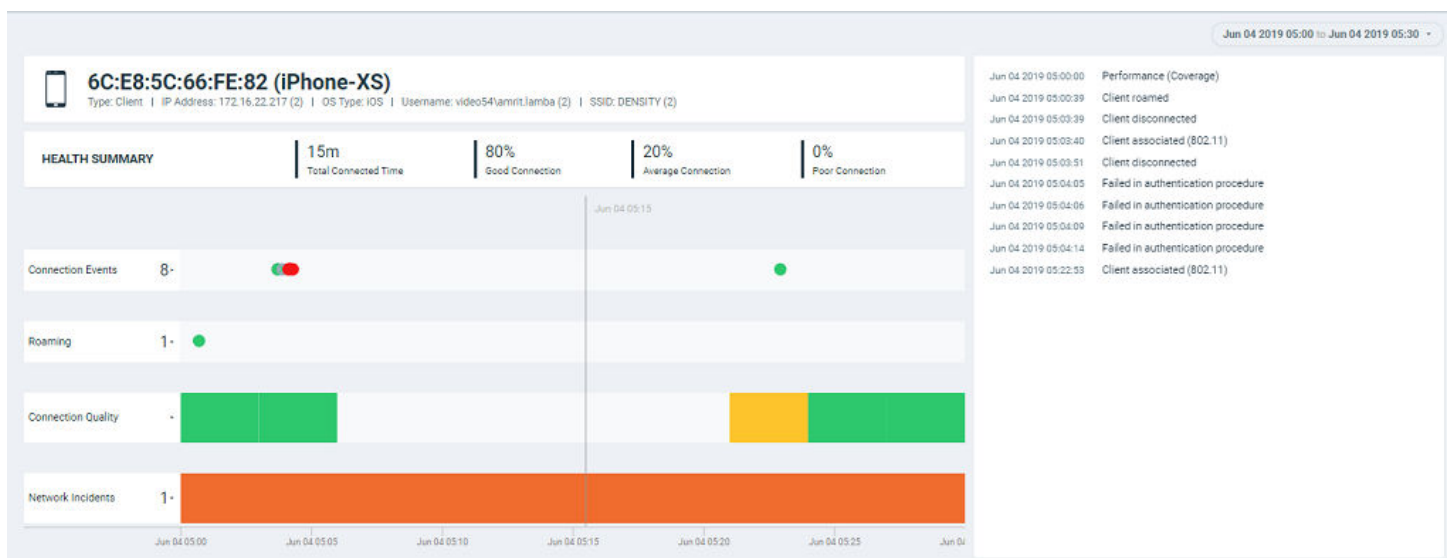 Jun 04 2019 05:00 to Jun 04 2019 05:30
6C:E8:5C:66:FE:82 (iPhone-XS)
Type: Client | IP Address: 172.16.22.217 (2) | OS Type: iOS | Username: video54\amrit.lamba (2) | SSID: DENSITY (2)
HEALTH SUMMARY
15m
Total Connected Time
80%
Good Connection
20%
Average Connection
0%
Poor Connection
Jun 04 05:15
Connection Events 8
Roaming 1
Connection Quality
Network Incidents 1
Jun 04 05:00 Jun 04 05:05 Jun 04 05:10 Jun 04 05:15 Jun 04 05:20 Jun 04 05:25 Jun 04
Jun 04 2019 05:00:00 Performance (Coverage)
Jun 04 2019 05:00:39 Client roamed
Jun 04 2019 05:03:39 Client disconnected
Jun 04 2019 05:03:40 Client associated (802.11)
Jun 04 2019 05:03:51 Client disconnected
Jun 04 2019 05:04:05 Failed in authentication procedure
Jun 04 2019 05:04:06 Failed in authentication procedure
Jun 04 2019 05:04:09 Failed in authentication procedure
Jun 04 2019 05:04:14 Failed in authentication procedure
Jun 04 2019 05:22:53 Client associated (802.11)